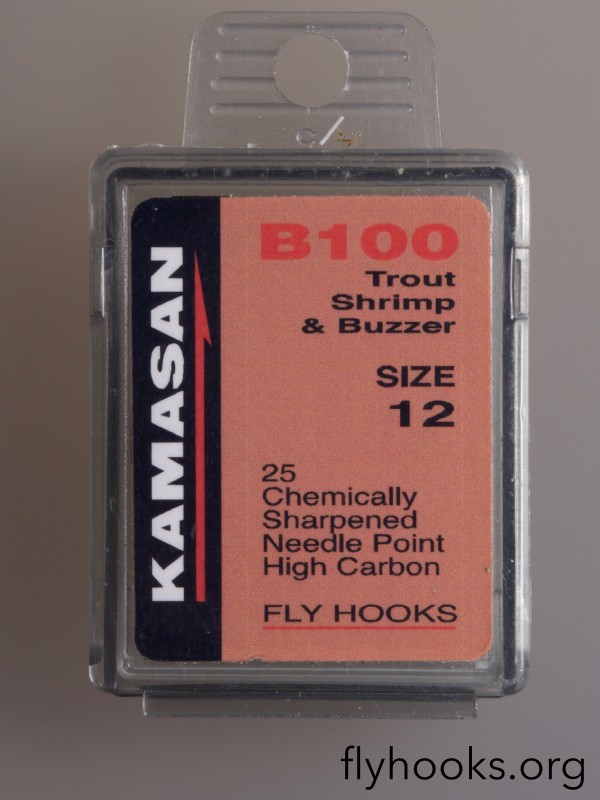 KAMASAN
B100
Trout
Shrimp
& Buzzer
SIZE
12
25
Chemically
Sharpened
Needle Point
High Carbon
FLY HOOKS
flyhooks.org